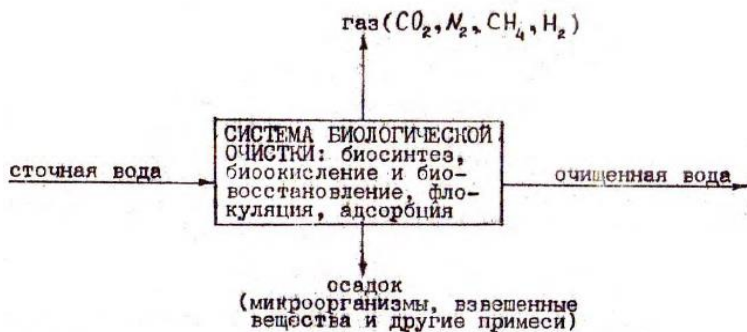 газ(CO₂,N₂,CH₄,H₂)
СИСТЕМА БИОЛОГИЧЕСКОЙ
ОЧИСТКИ: биосинтез,
биоокисление и био-
восстановление, фло-
куляция, адсорбция
сточная вода
очищенная вода
осадок
(микроорганизмы, взвешенные
вещества и другие примеси)